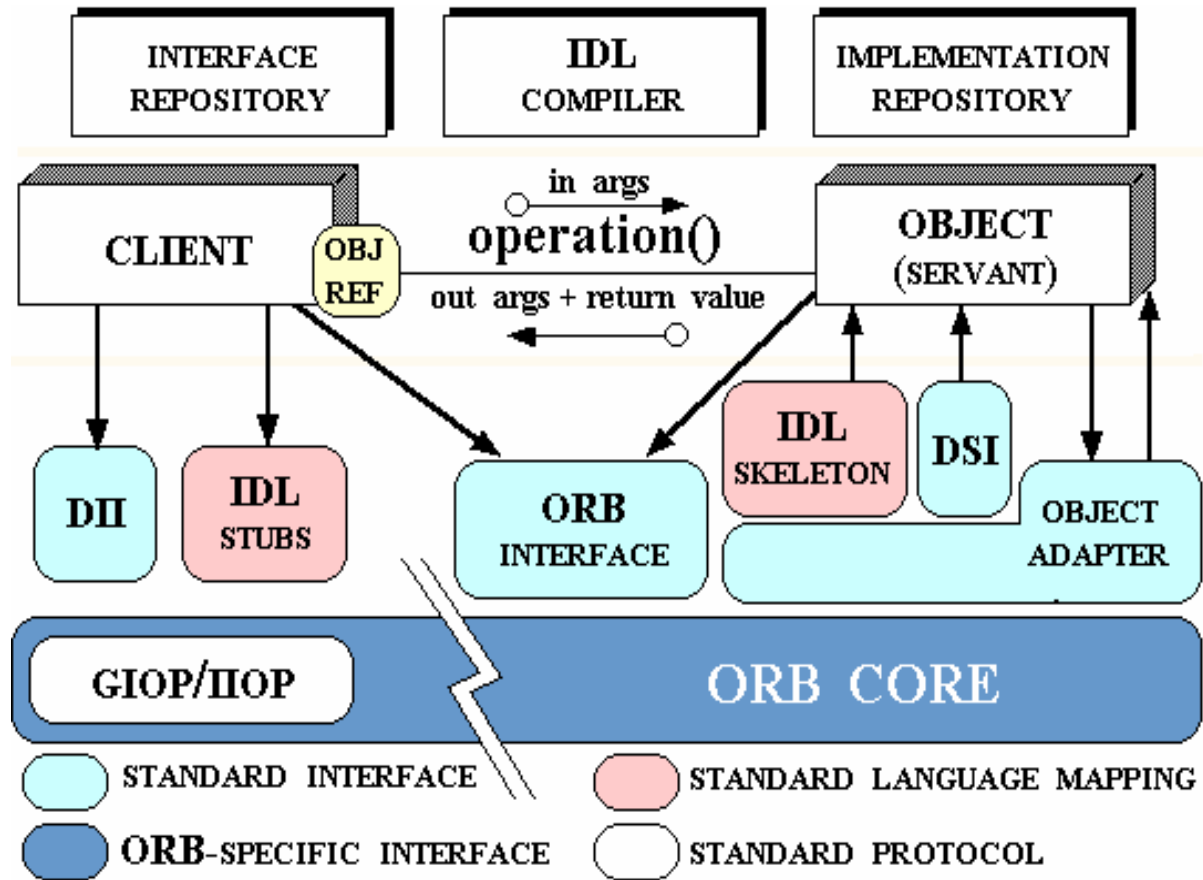 INTERFACE
REPOSITORY
IDL
COMPILER
IMPLEMENTATION
REPOSITORY
CLIENT
OBJ
REF
in args
operation()
out args + return value
OBJECT
(SERVANT)
DII
IDL
STUBS
ORB
INTERFACE
IDL
SKELETON
DSI
OBJECT
ADAPTER
GIOP/IIOP
ORB CORE
STANDARD INTERFACE
STANDARD LANGUAGE MAPPING
ORB-SPECIFIC INTERFACE
STANDARD PROTOCOL